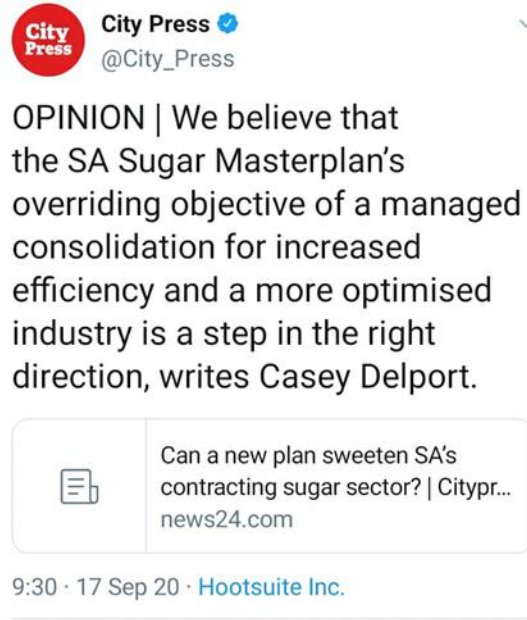 City
Press
City Press
@City_Press
OPINION | We believe that
the SA Sugar Masterplan's
overriding objective of a managed
consolidation for increased
efficiency and a more optimised
industry is a step in the right
direction, writes Casey Delport.
Can a new plan sweeten SA's
contracting sugar sector? | Citypr...
news24.com
9:30 · 17 Sep 20 · Hootsuite Inc.